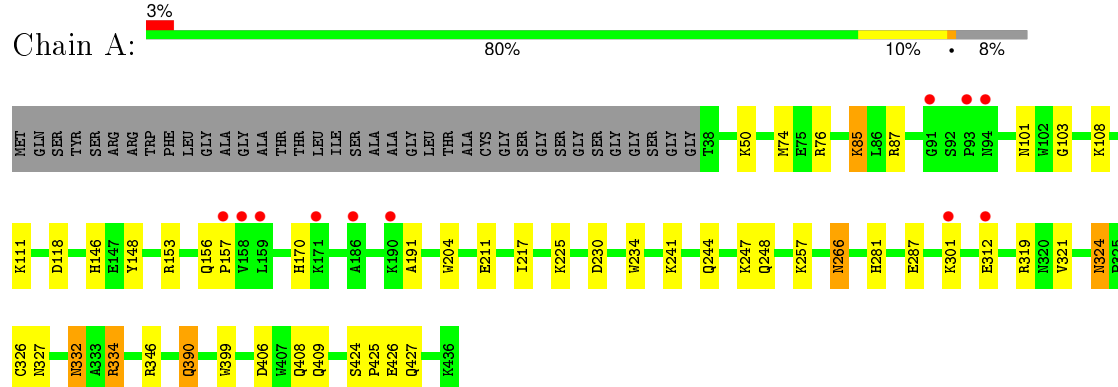 3%
Chain A:
80% 10% • 8%
MET GLN SER TYR SER ARG ARG TRP PHE LEU GLY ALA GLY ALA THR THR LEU ILE SER ALA ALA GLY LEU THR ALA CYS GLY SER GLY SER GLY SER GLY GLY SER GLY GLY T38 K50 M74 E75 R76 K85 L86 R87 G91 S92 P93 N94 N101 W102 G103 K108
K111 D118 H146 E147 Y148 R153 Q156 P157 V158 L159 H170 K171 A186 K190 A191 W204 E211 I217 K225 D230 W234 K241 Q244 K247 Q248 K257 N266 H281 E287 K301 E312 R319 N320 V321 N324 P325
C326 N327 N332 A333 R334 R346 Q390 W399 D406 W407 Q408 Q409 S424 P425 E426 Q427 K436